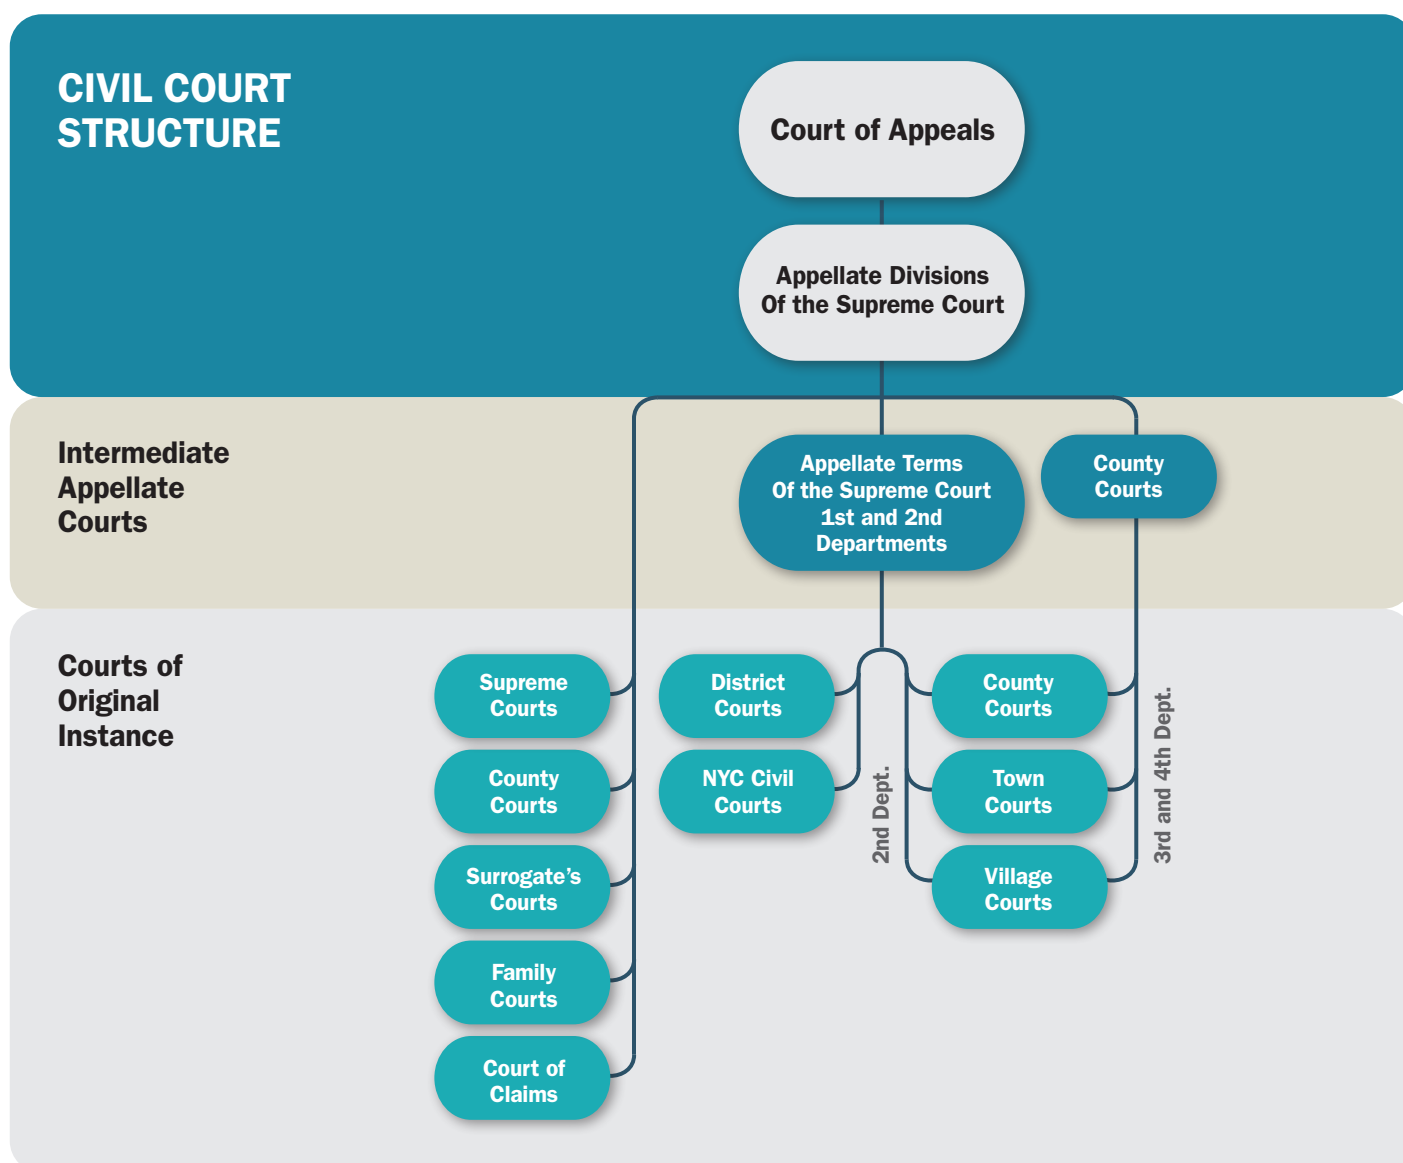 CIVIL COURT
STRUCTURE
Court of Appeals
Appellate Divisions
Of the Supreme Court
Intermediate
Appellate
Courts
Appellate Terms
Of the Supreme Court
1st and 2nd
Departments
County
Courts
Courts of
Original
Instance
Supreme
Courts
County
Courts
Surrogate’s
Courts
Family
Courts
Court of
Claims
District
Courts
NYC Civil
Courts
2nd Dept.
County
Courts
Town
Courts
Village
Courts
3rd and 4th Dept.